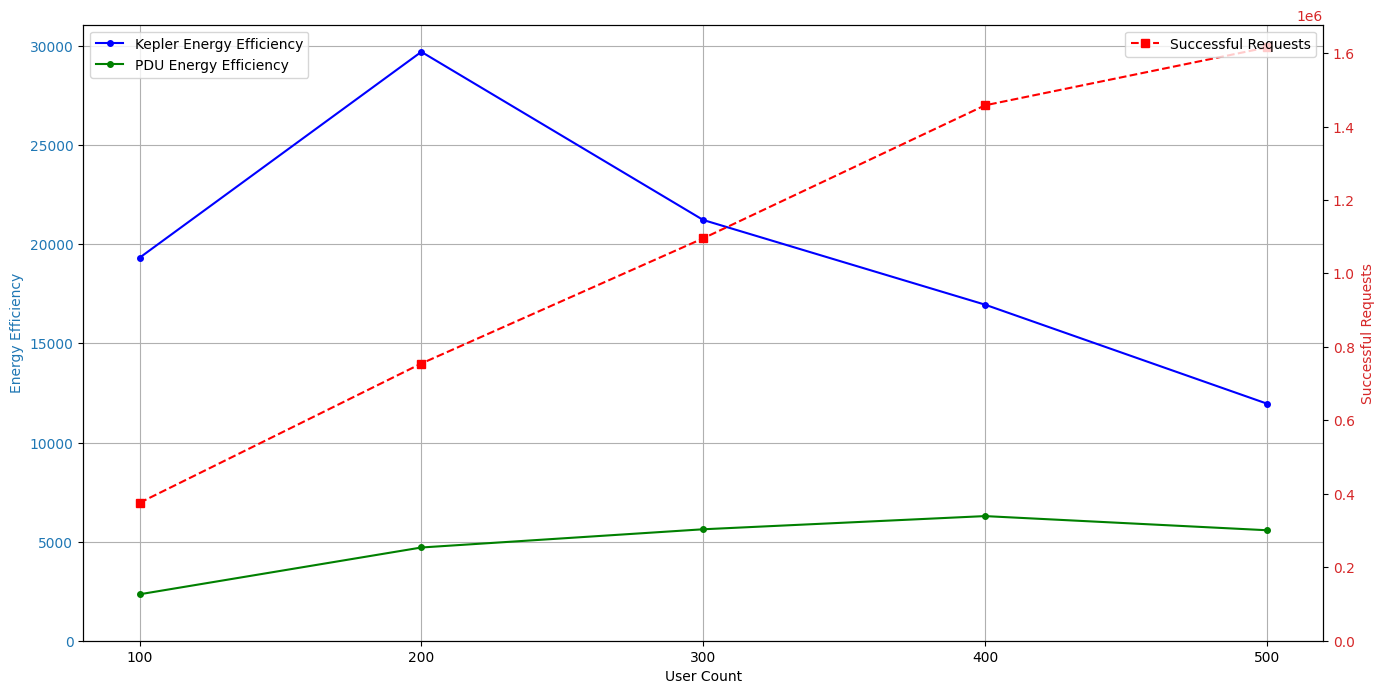 1e6
Kepler Energy Efficiency
PDU Energy Efficiency
Successful Requests
30000
25000
20000
15000
10000
5000
0
Energy Efficiency
1.6
1.4
1.2
1.0
0.8
0.6
0.4
0.2
0.0
Successful Requests
100 200 300 400 500
User Count